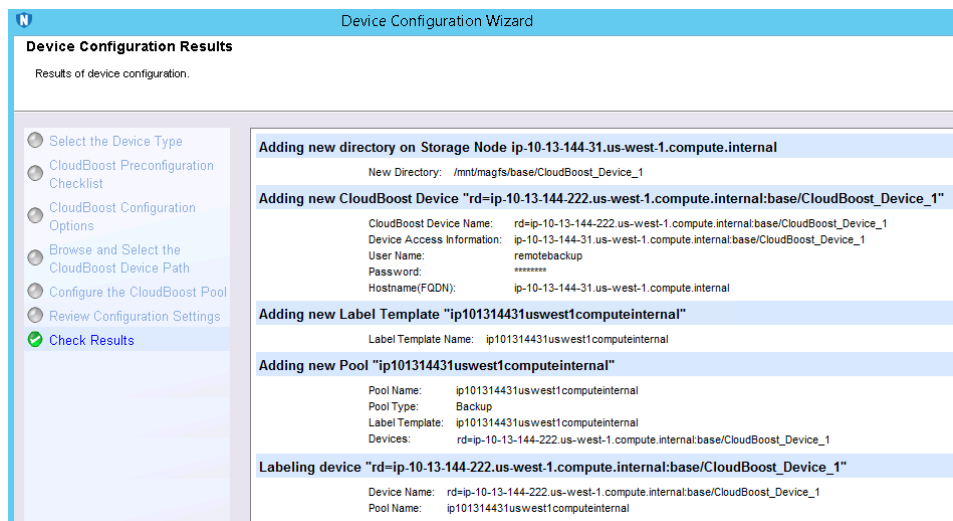 N
Device Configuration Wizard
Device Configuration Results
Results of device configuration.
Select the Device Type
CloudBoost Preconfiguration
Checklist
CloudBoost Configuration
Options
Browse and Select the
CloudBoost Device Path
Configure the CloudBoost Pool
Review Configuration Settings
Check Results
Adding new directory on Storage Node ip-10-13-144-31.us-west-1.compute.internal
New Directory: /mnt/magfs/base/CloudBoost_Device_1
Adding new CloudBoost Device "rd=ip-10-13-144-222.us-west-1.compute.internal:base/CloudBoost_Device_1"
CloudBoost Device Name: rd=ip-10-13-144-222.us-west-1.compute.internal:base/CloudBoost_Device_1
Device Access Information: ip-10-13-144-31.us-west-1.compute.internal:base/CloudBoost_Device_1
User Name: remotebackup
Password: ********
Hostname(FQDN): ip-10-13-144-31.us-west-1.compute.internal
Adding new Label Template "ip101314431uswest1computeinternal"
Label Template Name: ip101314431uswest1computeinternal
Adding new Pool "ip101314431uswest1computeinternal"
Pool Name: ip101314431uswest1computeinternal
Pool Type: Backup
Label Template: ip101314431uswest1computeinternal
Devices: rd=ip-10-13-144-222.us-west-1.compute.internal:base/CloudBoost_Device_1
Labeling device "rd=ip-10-13-144-222.us-west-1.compute.internal:base/CloudBoost_Device_1"
Device Name: rd=ip-10-13-144-222.us-west-1.compute.internal:base/CloudBoost_Device_1
Pool Name: ip101314431uswest1computeinternal